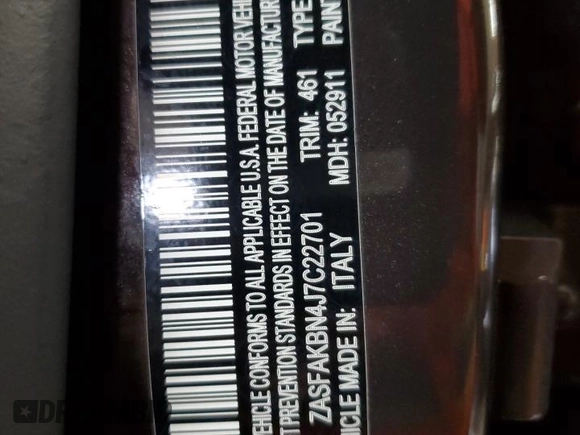 VEHICLE CONFORMS TO ALL APPLICABLE U.S.A. FEDERAL MOTOR VEHI
T PREVENTION STANDARDS IN EFFECT ON THE DATE OF MANUFACTUR
ZASFAKBN4J7C22701 TRIM: 461 TYPE
ICLE MADE IN: ITALY MDH: 052911 PAINT